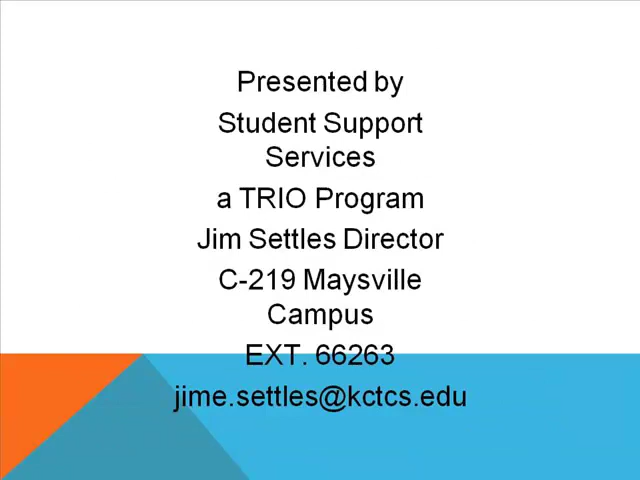 Presented by
Student Support
Services
a TRIO Program
Jim Settles Director
C-219 Maysville
Campus
EXT. 66263
jime.settles@kctcs.edu